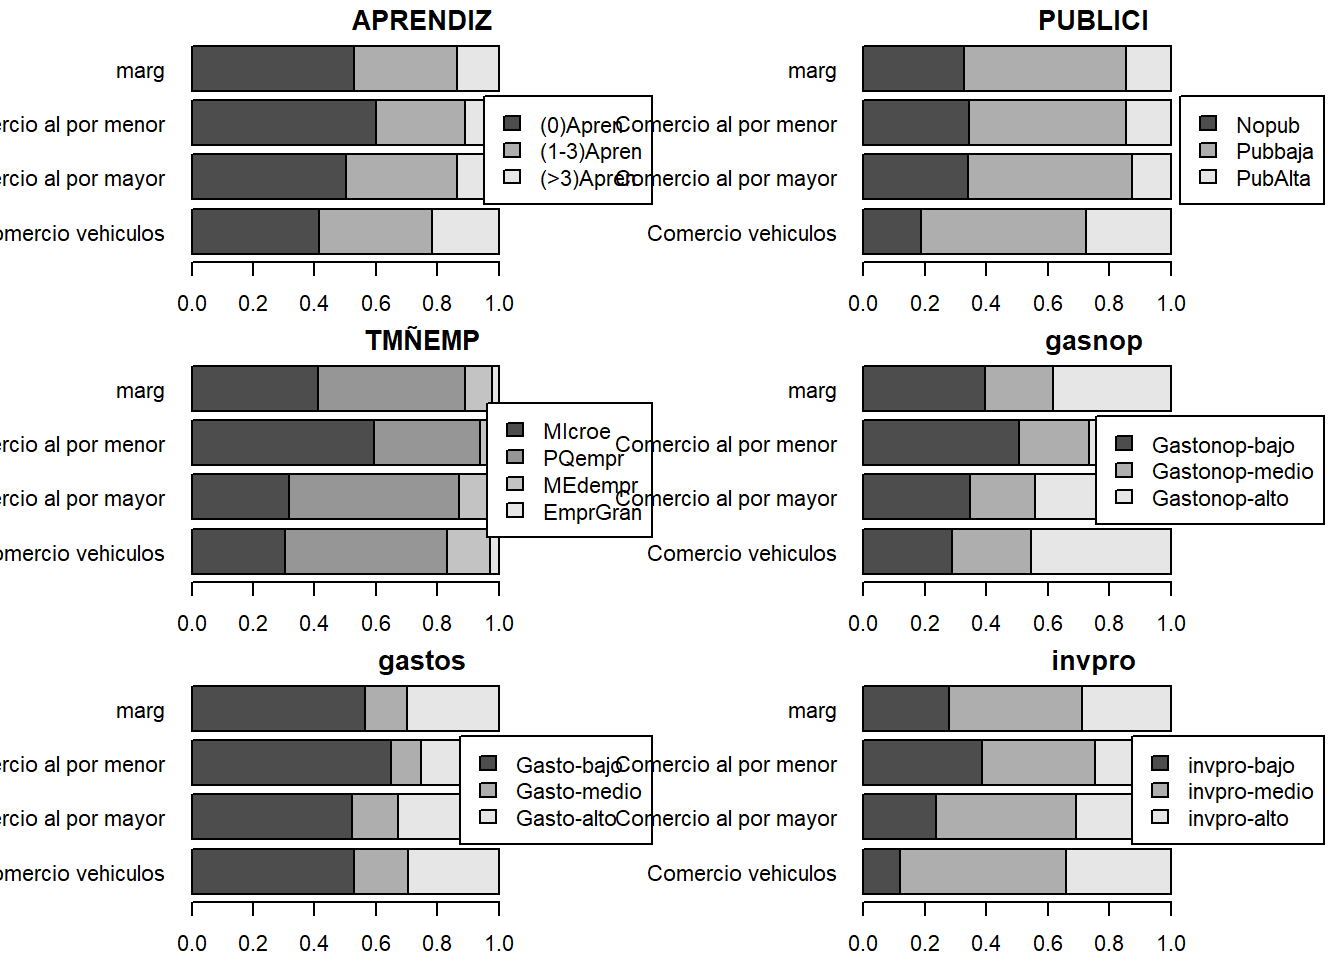 APRENDIZ
marg
ercio al por menor
ercio al por mayor
omercio vehiculos
0.0 0.2 0.4 0.6 0.8 1.0
(0)Apren
(1-3)Apren
(>3)Apren
PUBLICI
marg
Comercio al por menor
Comercio al por mayor
Comercio vehiculos
0.0 0.2 0.4 0.6 0.8 1.0
Nopub
Pubbaja
PubAlta
TMÑEMP
marg
ercio al por menor
ercio al por mayor
omercio vehiculos
0.0 0.2 0.4 0.6 0.8 1.0
MIcroe
PQempr
MEdempr
EmprGran
gasnop
marg
Comercio al por menor
Comercio al por mayor
Comercio vehiculos
0.0 0.2 0.4 0.6 0.8 1.0
Gastonop-bajo
Gastonop-medio
Gastonop-alto
gastos
marg
ercio al por menor
ercio al por mayor
omercio vehiculos
0.0 0.2 0.4 0.6 0.8 1.0
Gasto-bajo
Gasto-medio
Gasto-alto
invpro
marg
Comercio al por menor
Comercio al por mayor
Comercio vehiculos
0.0 0.2 0.4 0.6 0.8 1.0
invpro-bajo
invpro-medio
invpro-alto